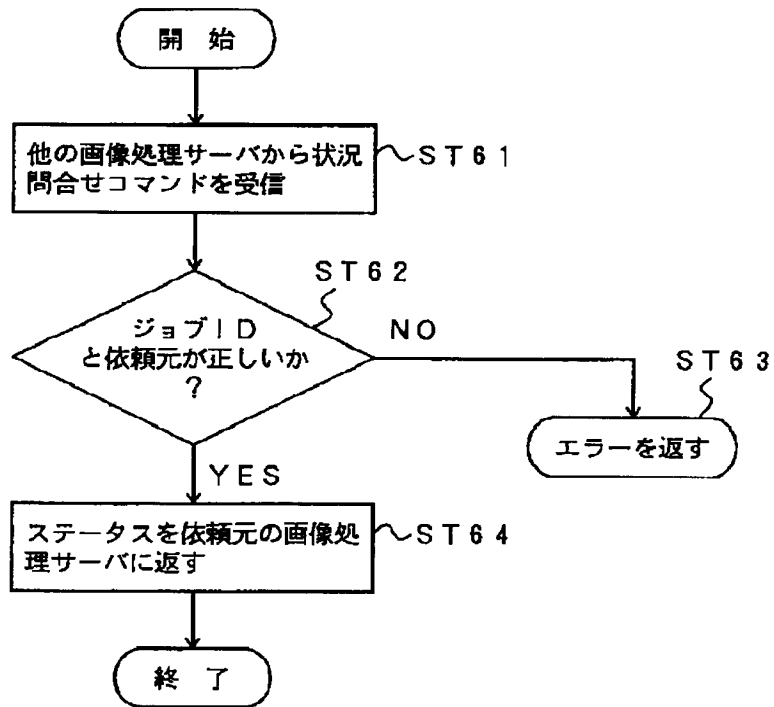 開 始
他の画像処理サーバから状況
問合せコマンドを受信
ST61
ST62
ジョブID
と依頼元が正しいか
?
NO
ST63
エラーを返す
YES
ステータスを依頼元の画像処
理サーバに返す
ST64
終 了